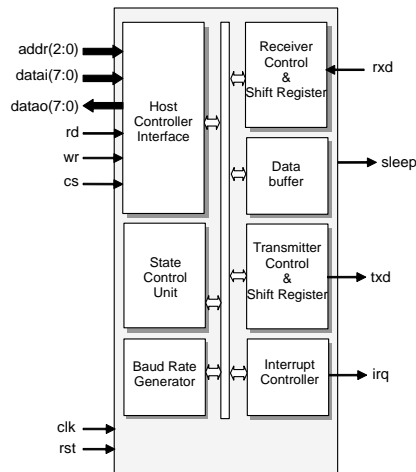 addr(2:0)
datai(7:0)
datao(7:0)
rd
wr
cs
Host
Controller
Interface
Receiver
Control
&
Shift Register
rxd
Data
buffer
sleep
State
Control
Unit
Transmitter
Control
&
Shift Register
txd
Baud Rate
Generator
Interrupt
Controller
irq
clk
rst